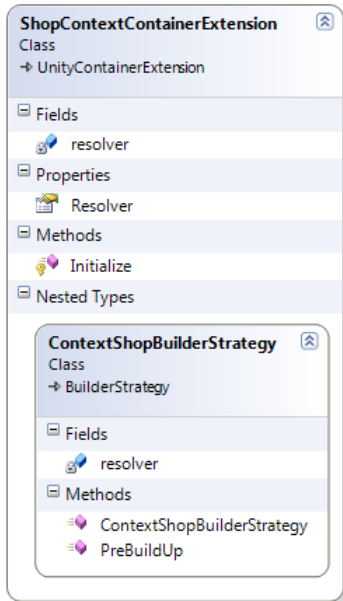 ShopContextContainerExtension
Class
UnityContainerExtension
Fields
resolver
Properties
Resolver
Methods
Initialize
Nested Types
ContextShopBuilderStrategy
Class
BuilderStrategy
Fields
resolver
Methods
ContextShopBuilderStrategy
PreBuildUp